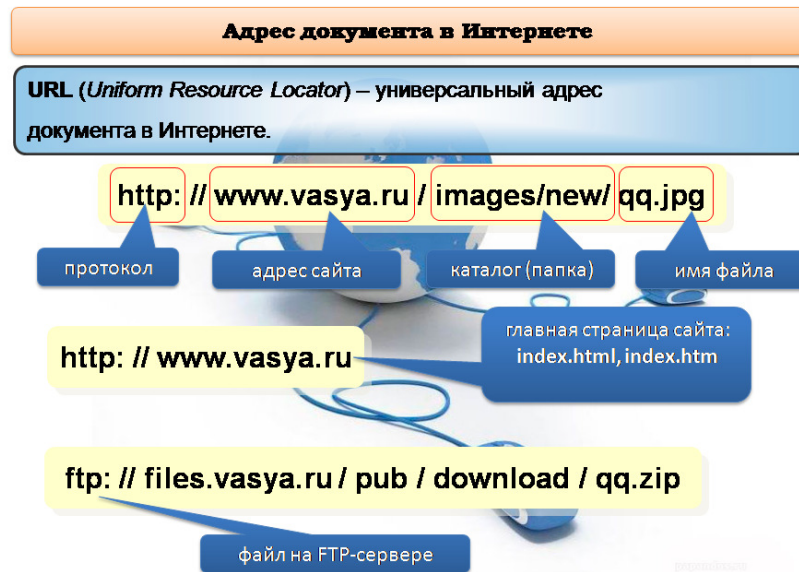 Адрес документа в Интернете
URL (Uniform Resource Locator) – универсальный адрес
документа в Интернете.
http: // www.vasya.ru / images/new/ qq.jpg
протокол
адрес сайта
каталог (папка)
имя файла
http: // www.vasya.ru
главная страница сайта:
index.html, index.htm
ftp: // files.vasya.ru / pub / download / qq.zip
файл на FTP-сервере